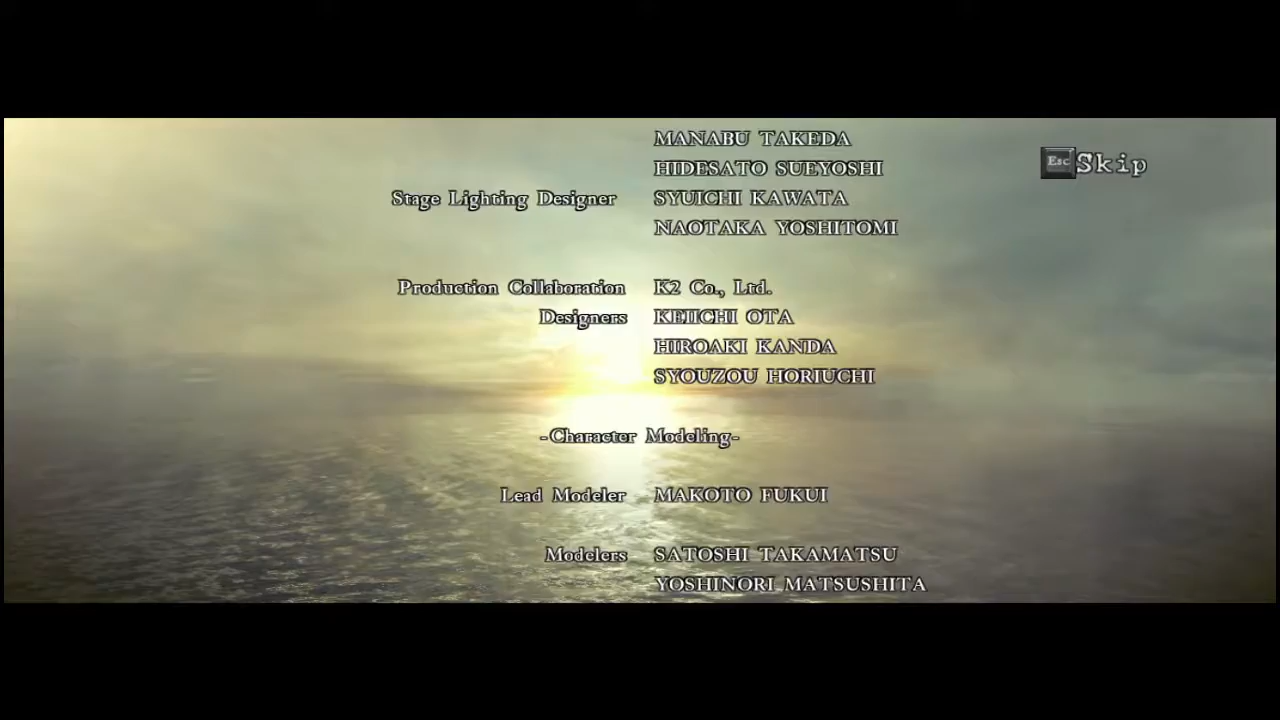 MANABU TAKEDA
HIDESATO SUEYOSHI
Esc Skip
Stage Lighting Designer SYUICHI KAWATA
NAOTAKA YOSHITOMI
Production Collaboration K2 Co., Ltd.
Designers KEIICHI OTA
HIROAKI KANDA
SYOUZOU HORIUCHI
-Character Modeling-
Lead Modeler MAKOTO FUKUI
Modelers SATOSHI TAKAMATSU
YOSHINORI MATSUSHITA